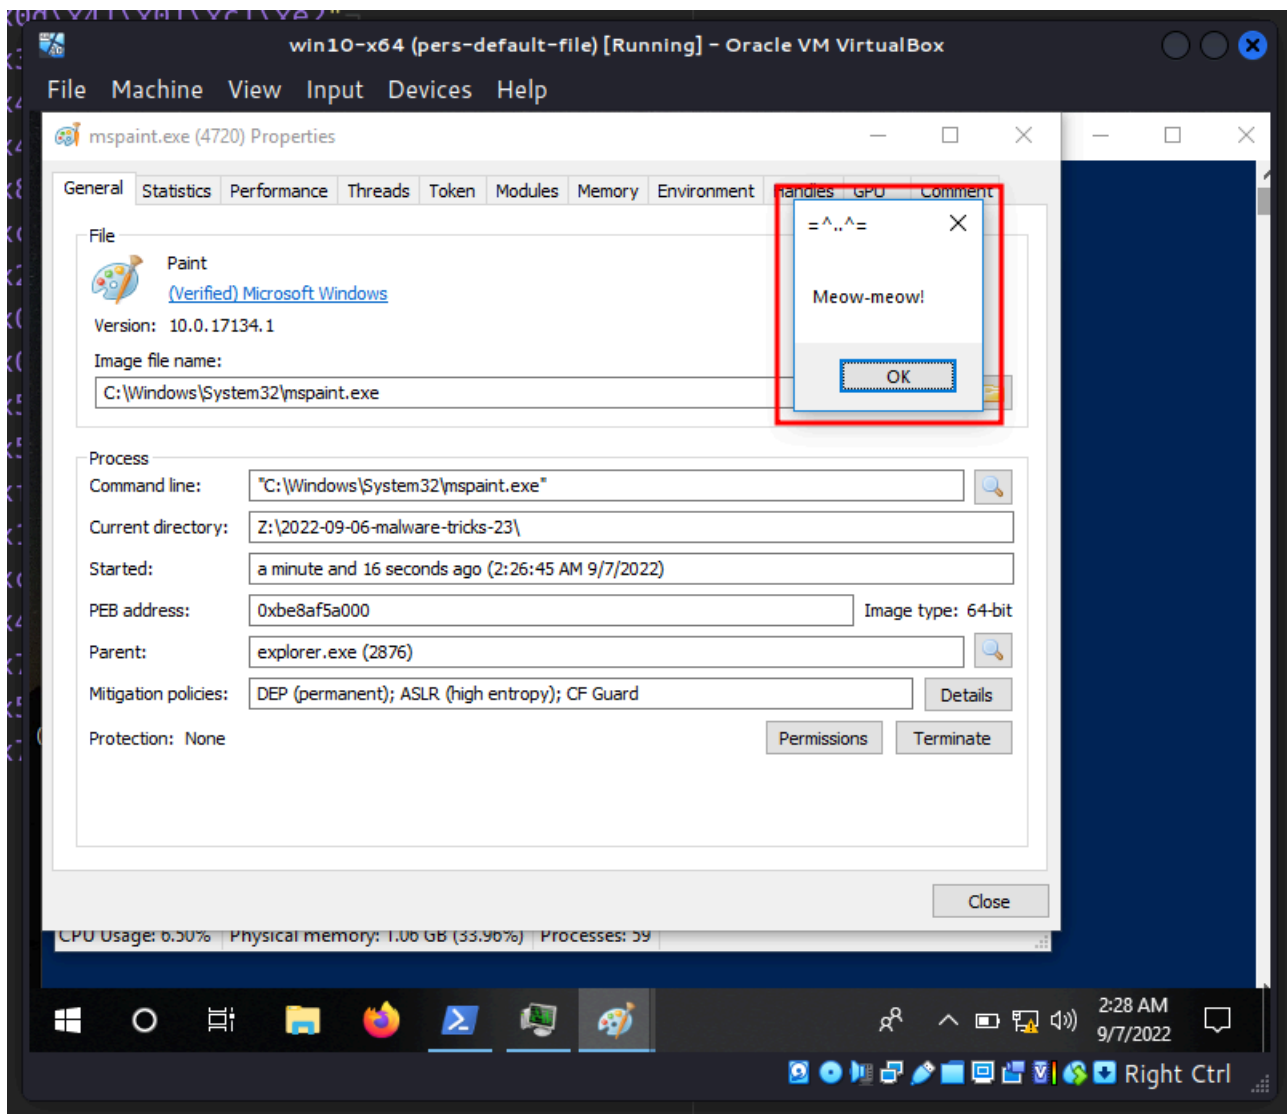 x0d\x41\x01\xc1\xe2"
win10-x64 (pers-default-file) [Running] - Oracle VM VirtualBox
File Machine View Input Devices Help
mspaint.exe (4720) Properties
General Statistics Performance Threads Token Modules Memory Environment Handles GPU Comment
=^..^=
File
Paint
(Verified) Microsoft Windows
Meow-meow!
Version: 10.0.17134.1
Image file name:
OK
C:\Windows\System32\mspaint.exe
Process
Command line: "C:\Windows\System32\mspaint.exe"
Current directory: Z:\2022-09-06-malware-tricks-23\
Started: a minute and 16 seconds ago (2:26:45 AM 9/7/2022)
PEB address: 0xbe8af5a000 Image type: 64-bit
Parent: explorer.exe (2876)
Mitigation policies: DEP (permanent); ASLR (high entropy); CF Guard Details
Protection: None Permissions Terminate
Close
CPU Usage: 6.50% Physical memory: 1.06 GB (33.96%) Processes: 59
2:28 AM
9/7/2022
Right Ctrl